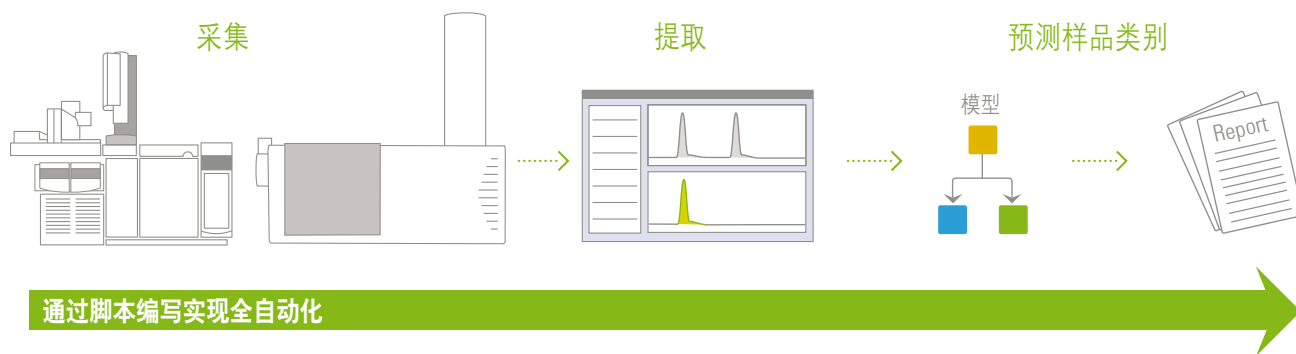 采集
提取
预测样品类别
模型
Report
通过脚本编写实现全自动化